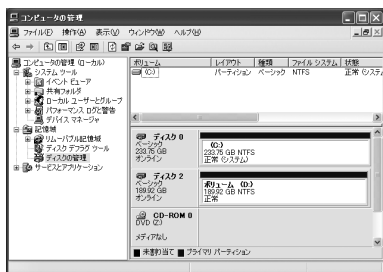 コンピュータの管理
ファイル(F) 操作(A) 表示(V) ウィンドウ(W) ヘルプ(H)
コンピュータの管理 (ローカル)
システム ツール
イベント ビューア
共有フォルダ
ローカル ユーザーとグループ
パフォーマンス ログと警告
デバイス マネージャ
記憶域
リムーバブル記憶域
ディスク デフラグ ツール
ディスクの管理
サービスとアプリケーション
ボリューム レイアウト 種類 ファイル システム 状態
(C:) パーティション ベーシック NTFS 正常 (システム
ディスク 0
ベーシック
233.75 GB
オンライン
(C:)
233.75 GB NTFS
正常 (システム)
ディスク 2
ベーシック
189.92 GB
オンライン
ボリューム (D:)
189.92 GB NTFS
正常
CD-ROM 0
DVD (Z:)
メディアなし
未割り当て プライマリ パーティション